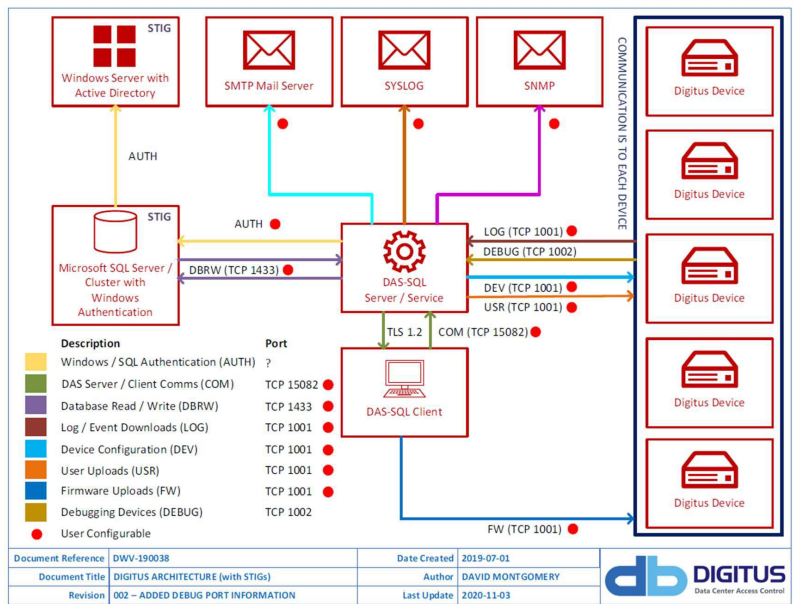 STIG
Windows Server with
Active Directory
SMTP Mail Server
SYSLOG
SNMP
COMMUNICATION IS TO EACH DEVICE
Digitus Device
Digitus Device
Digitus Device
Digitus Device
Digitus Device
AUTH
STIG
Microsoft SQL Server /
Cluster with
Windows
Authentication
AUTH
DBRW (TCP 1433)
DAS-SQL
Server / Service
LOG (TCP 1001)
DEBUG (TCP 1002)
DEV (TCP 1001)
USR (TCP 1001)
TLS 1.2
COM (TCP 15082)
DAS-SQL Client
FW (TCP 1001)
Description Port
Windows / SQL Authentication (AUTH) ?
DAS Server / Client Comms (COM) TCP 15082
Database Read / Write (DBRW) TCP 1433
Log / Event Downloads (LOG) TCP 1001
Device Configuration (DEV) TCP 1001
User Uploads (USR) TCP 1001
Firmware Uploads (FW) TCP 1001
Debugging Devices (DEBUG) TCP 1002
User Configurable
Document Reference DWV-190038 Date Created 2019-07-01
Document Title DIGITUS ARCHITECTURE (with STIGs) Author DAVID MONTGOMERY
Revision 002 – ADDED DEBUG PORT INFORMATION Last Update 2020-11-03
db DIGITUS
Data Center Access Control